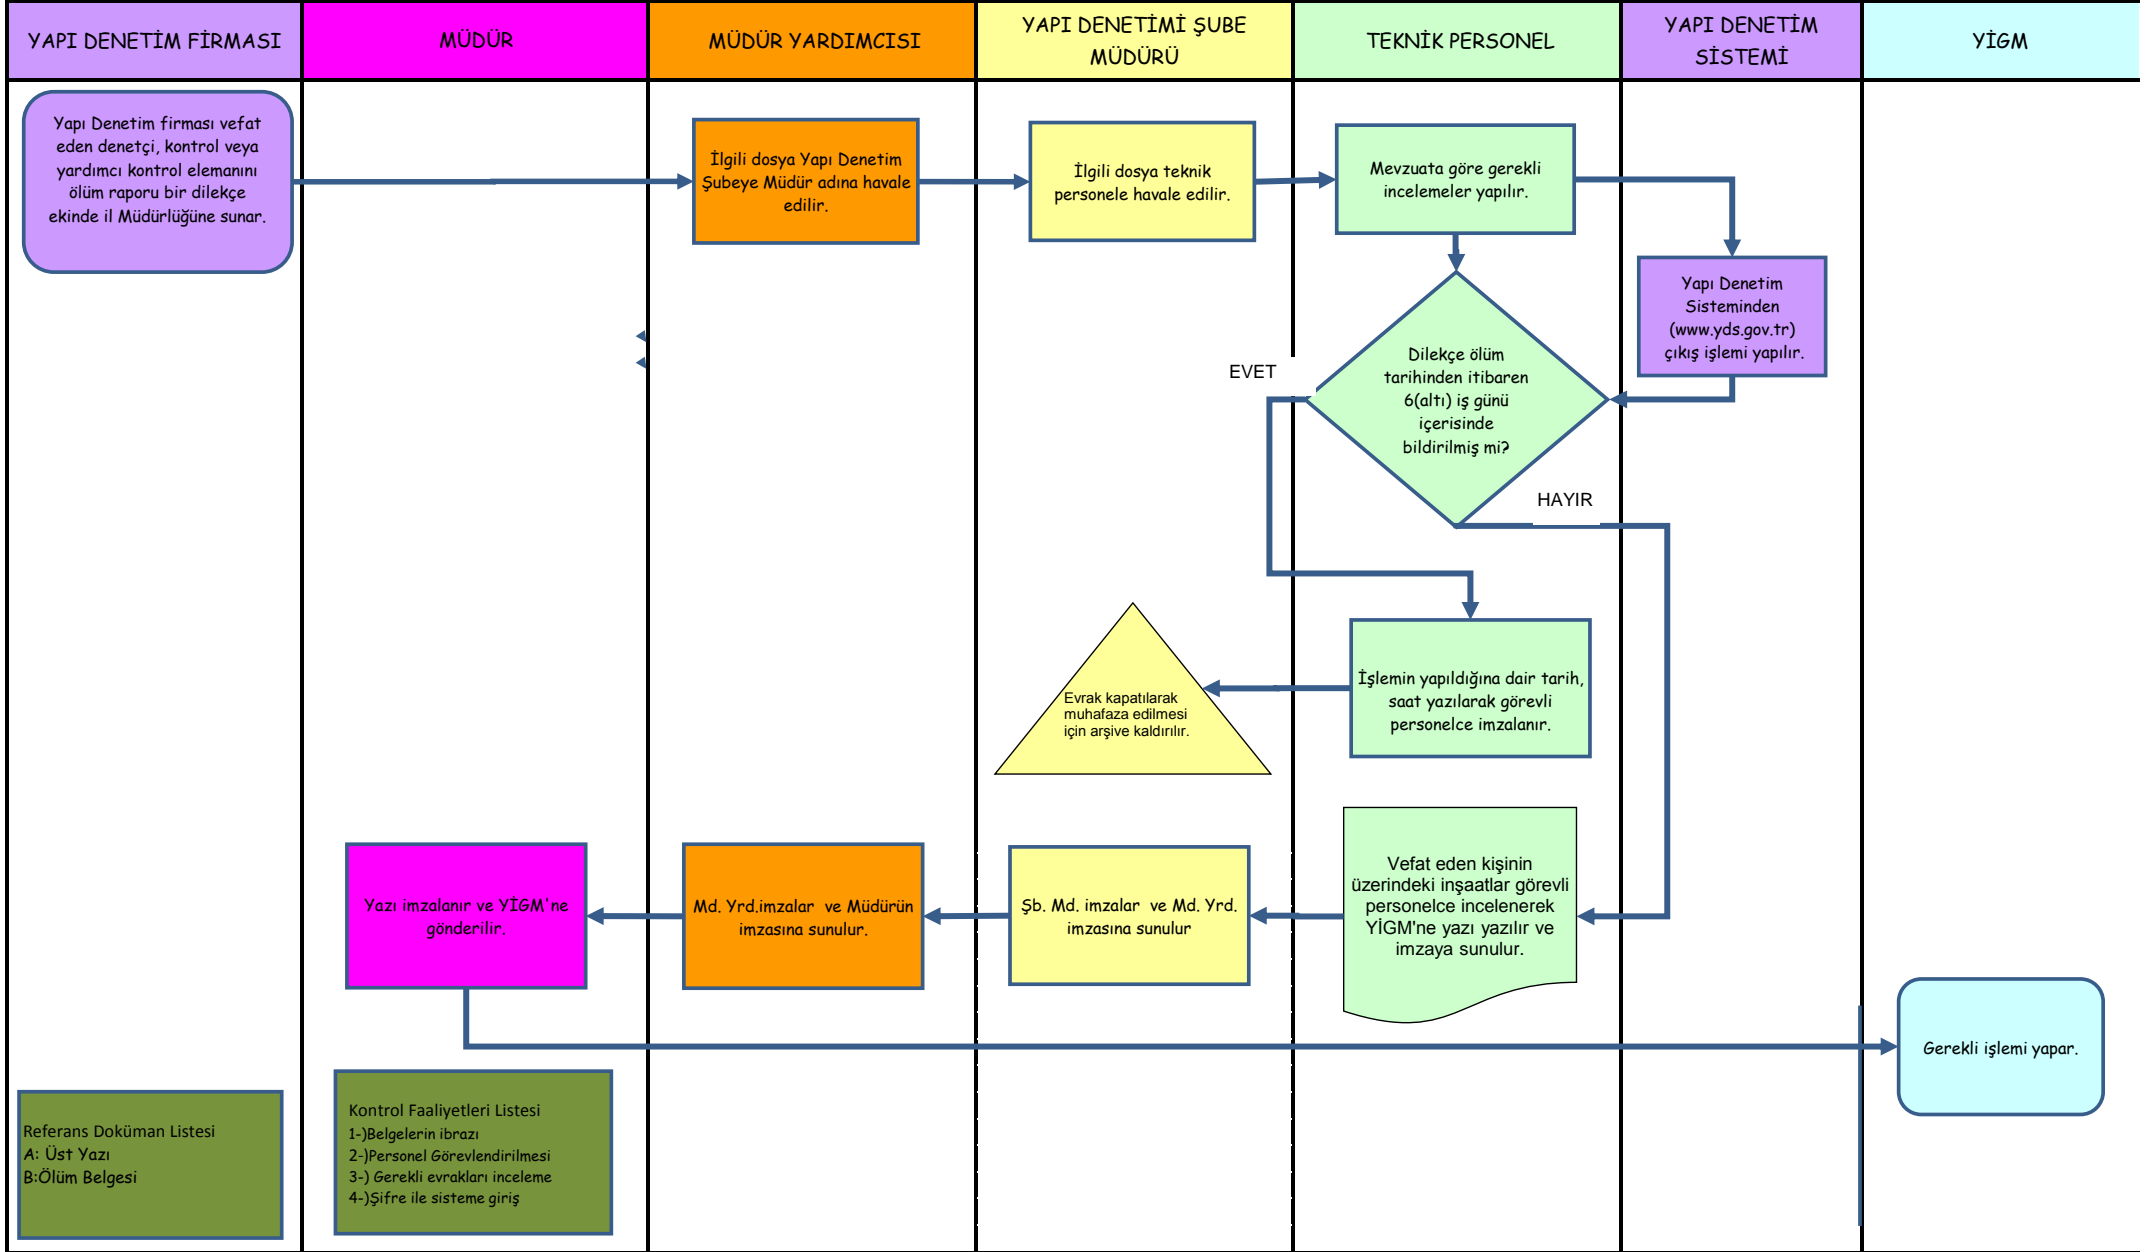 YAPI DENETİM FİRMASI
MÜDÜR
MÜDÜR YARDIMCISI
YAPI DENETİMİ ŞUBE
MÜDÜRÜ
TEKNİK PERSONEL
YAPI DENETİM
SİSTEMİ
YİGM
Yapı Denetim firması vefat
eden denetçi, kontrol veya
yardımcı kontrol elemanını
ölüm raporu bir dilekçe
ekinde il Müdürlüğüne sunar.
İlgili dosya Yapı Denetim
Şubeye Müdür adına havale
edilir.
İlgili dosya teknik
personele havale edilir.
Mevzuata göre gerekli
incelemeler yapılır.
Yapı Denetim
Sisteminden
(www.yds.gov.tr)
çıkış işlemi yapılır.
Dilekçe ölüm
tarihinden itibaren
6(altı) iş günü
içerisinde
bildirilmiş mi?
EVET
HAYIR
İşlemin yapıldığına dair tarih,
saat yazılarak görevli
personelce imzalanır.
Evrak kapatılarak
muhafaza edilmesi
için arşive kaldırılır.
Vefat eden kişinin
üzerindeki inşaatlar görevli
personelce incelenerek
YİGM'ne yazı yazılır ve
imzaya sunulur.
Şb. Md. imzalar  ve Md. Yrd.
imzasına sunulur
Md. Yrd.imzalar  ve Müdürün
imzasına sunulur.
Yazı imzalanır ve YİGM'ne
gönderilir.
Gerekli işlemi yapar.
Referans Doküman Listesi
A: Üst Yazı
B:Ölüm Belgesi
Kontrol Faaliyetleri Listesi
1-)Belgelerin ibrazı
2-)Personel Görevlendirilmesi
3-) Gerekli evrakları inceleme
4-)Şifre ile sisteme giriş